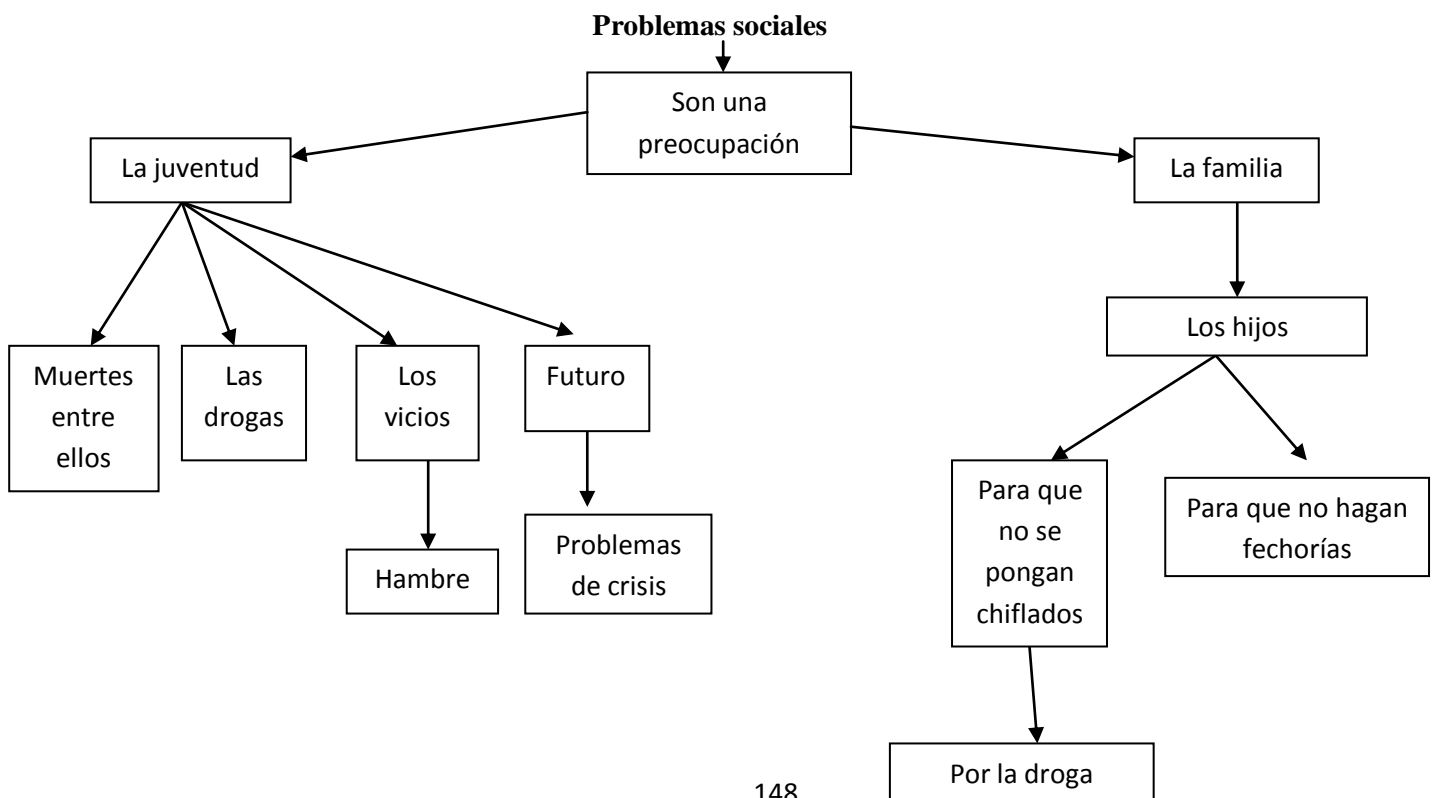 Problemas sociales
Son una
preocupación
La juventud
La familia
Los hijos
Muertes
entre
ellos
Las
drogas
Los
vicios
Futuro
Para que
no se
pongan
chiflados
Para que no hagan
fechorías
Hambre
Problemas
de crisis
Por la droga
148